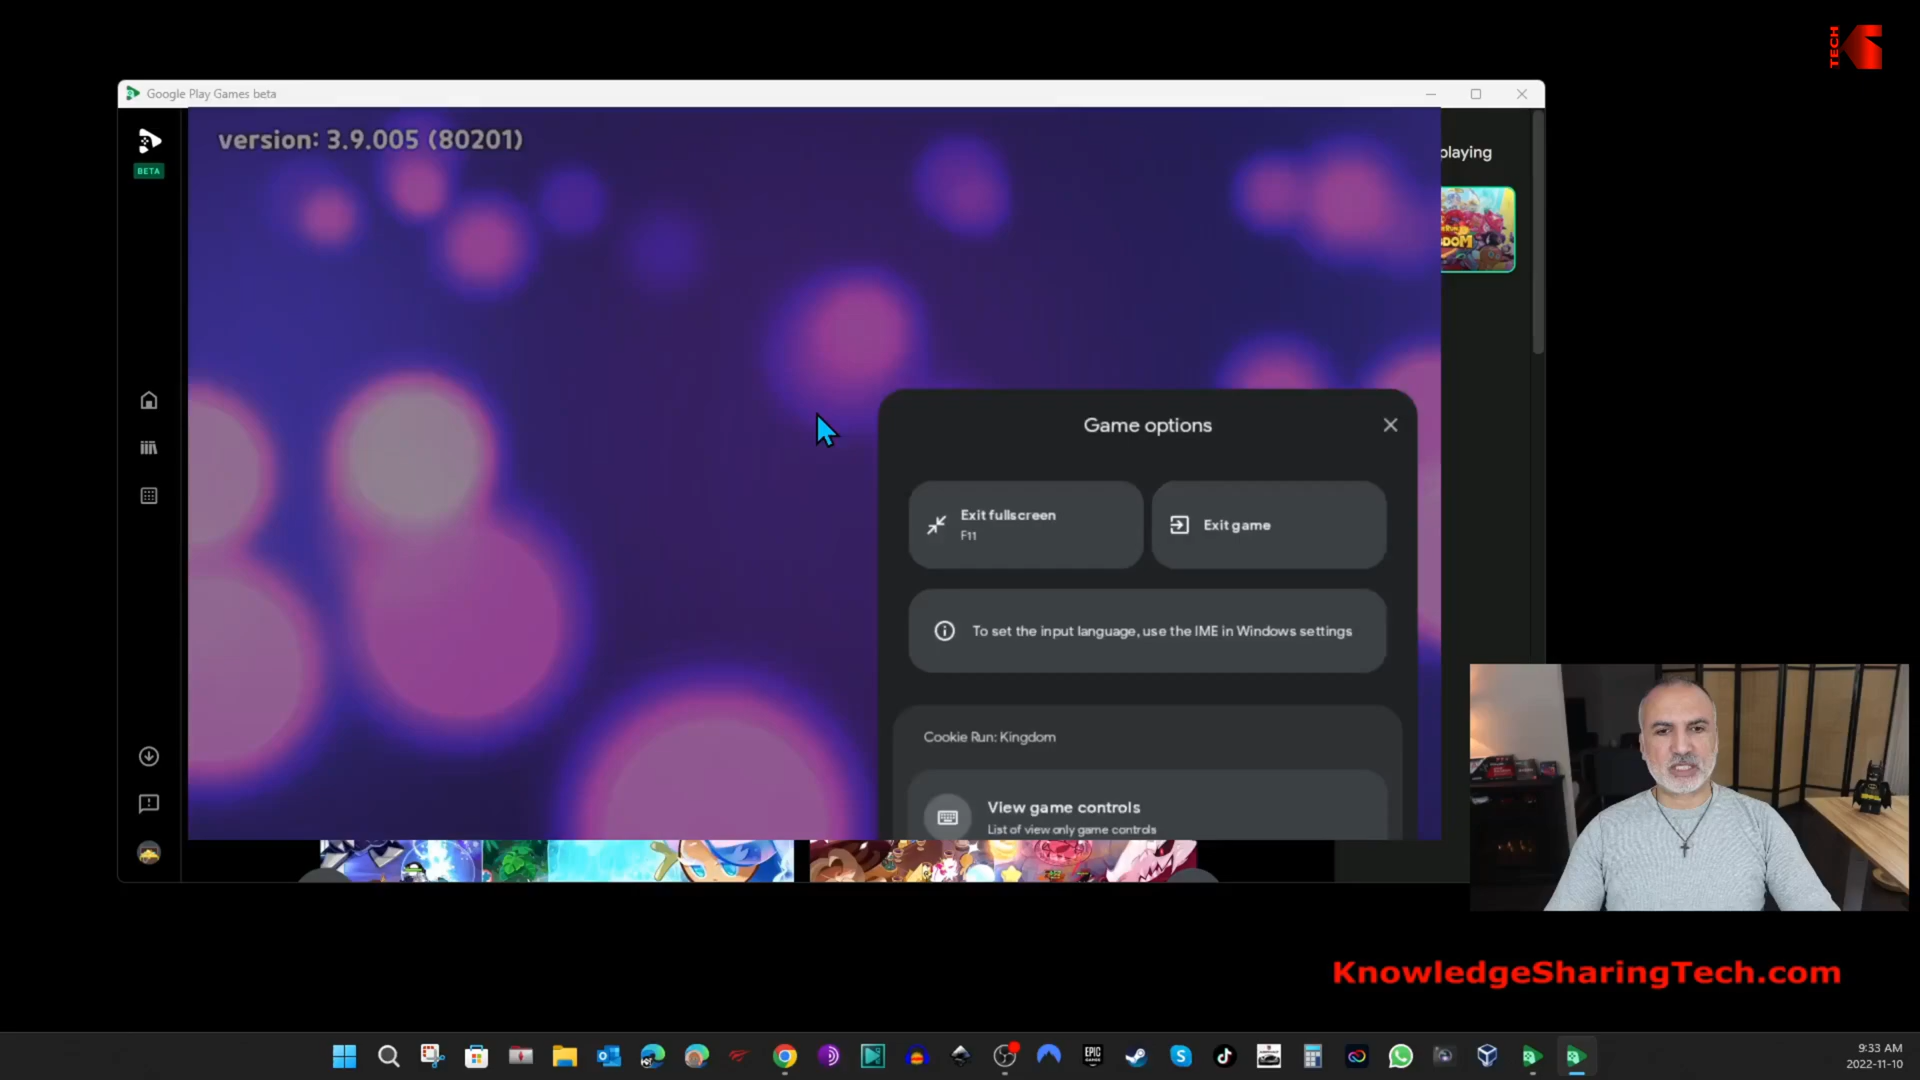 TECH
Google Play Games beta
version: 3.9.005 (80201)
playing
BETA
DOM
Game options
Exit fullscreen
F11
Exit game
To set the input language, use the IME in Windows settings
Cookie Run: Kingdom
View game controls
List of view only game controls
KnowledgeSharingTech.com
EPIC
9:33 AM
2022-11-10